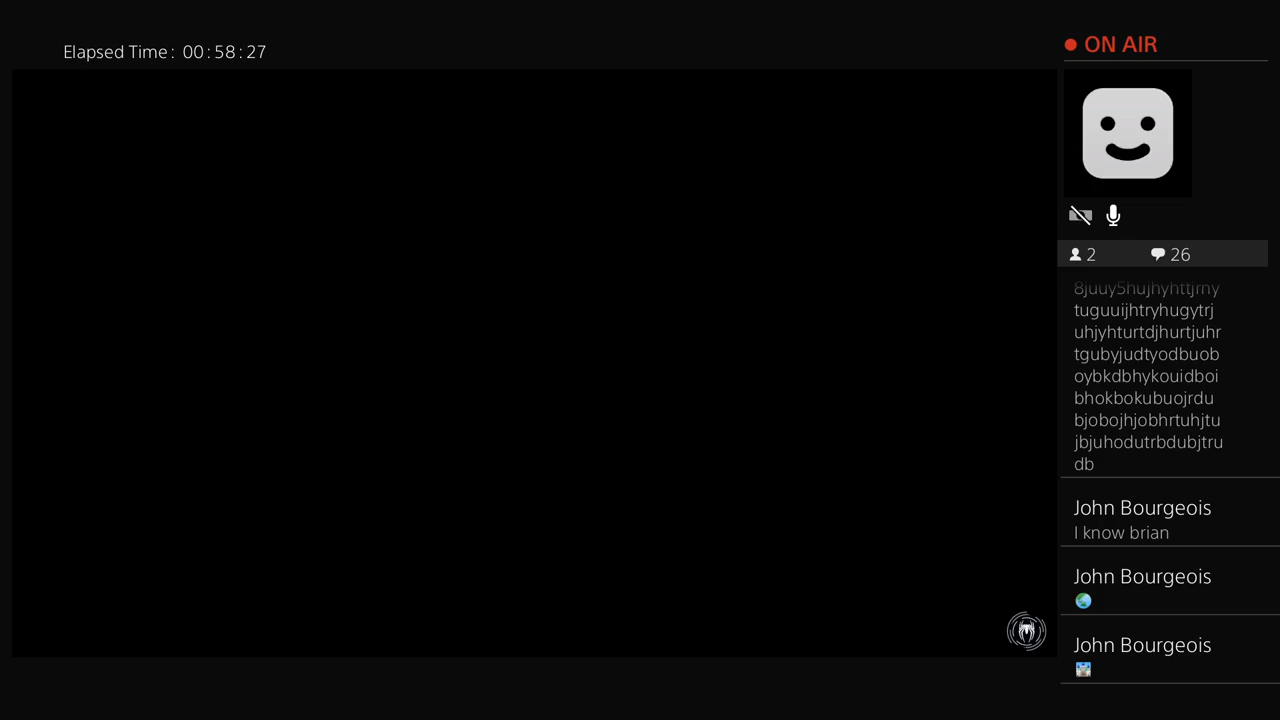 Elapsed Time: 00:58:27
ON AIR
2 26
8juuy5hujhyhttjrhy
tuguuijhtryhugytrj
uhjyhturtdjhurtjuhr
tgubyjudtyodbuob
oybkdbhykouidboi
bhokbokubuojrdu
bjobojhjobhrtuhjtu
jbjuhodutrbdubjtru
db
John Bourgeois
I know brian
John Bourgeois
John Bourgeois